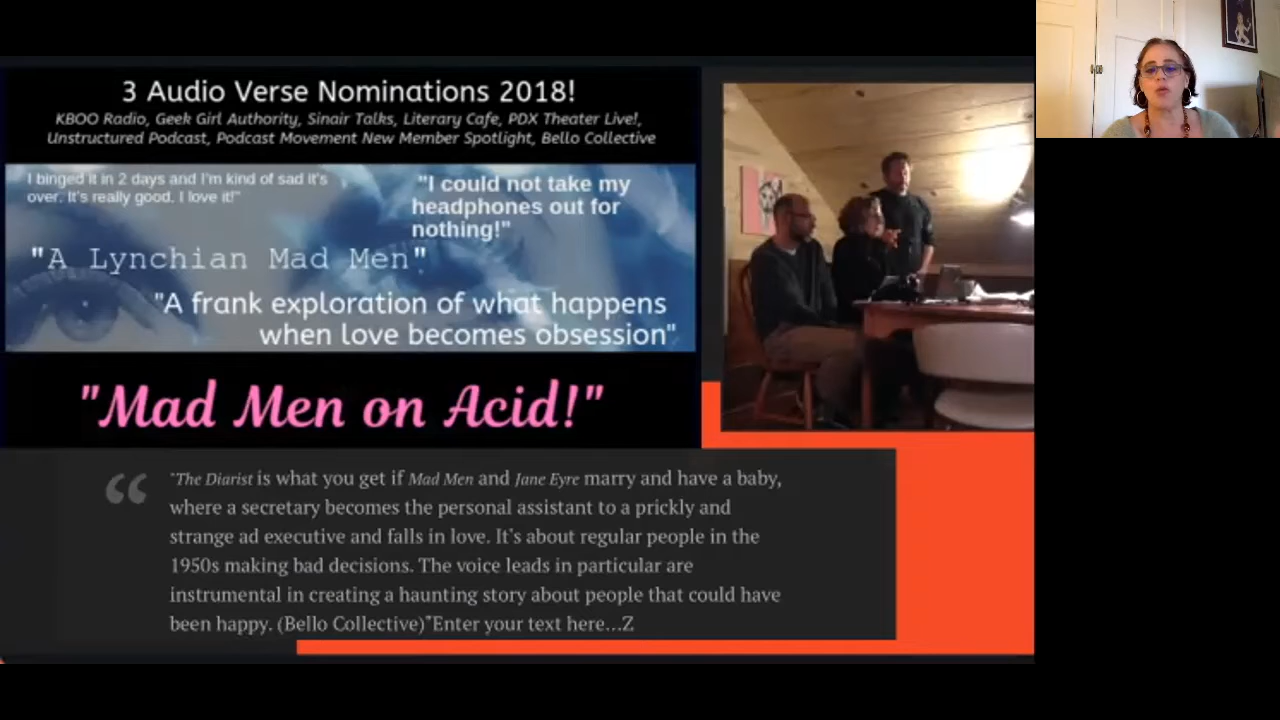 3 Audio Verse Nominations 2018!
KBOO Radio, Geek Girl Authority, Sinair Talks, Literary Cafe, PDX Theater Live!,
Unstructured Podcast, Podcast Movement New Member Spotlight, Bello Collective
I binged it in 2 days and I'm kind of sad it's
over. It's really good. I love it!"
"I could not take my
headphones out for
nothing!"
"A Lynchian Mad Men"
"A frank exploration of what happens
when love becomes obsession"
"Mad Men on Acid!"
"The Diarist is what you get if Mad Men and Jane Eyre marry and have a baby,
where a secretary becomes the personal assistant to a prickly and
strange ad executive and falls in love. It's about regular people in the
1950s making bad decisions. The voice leads in particular are
instrumental in creating a haunting story about people that could have
been happy. (Bello Collective)"Enter your text here...Z